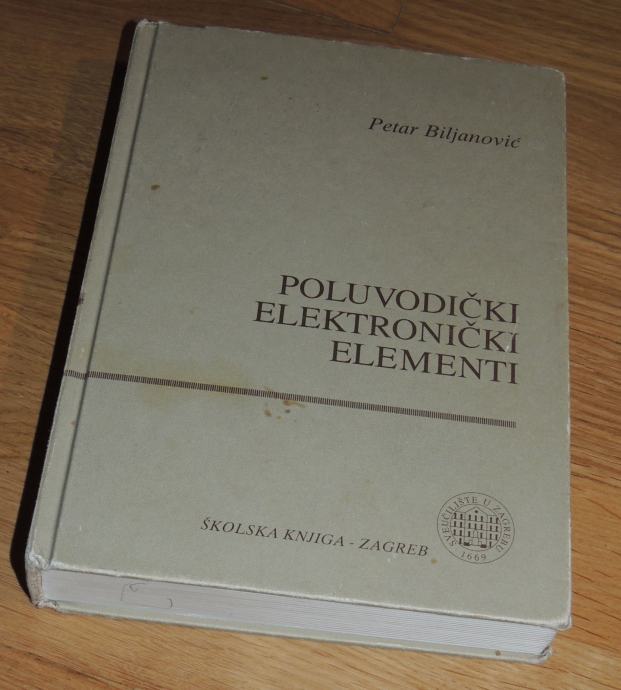 Petar Biljanović
POLUVODIČKI
ELEKTRONIČKI
ELEMENTI
ŠKOLSKA KNJIGA - ZAGREB
SVEUČILIŠTE U ZAGREBU
1669